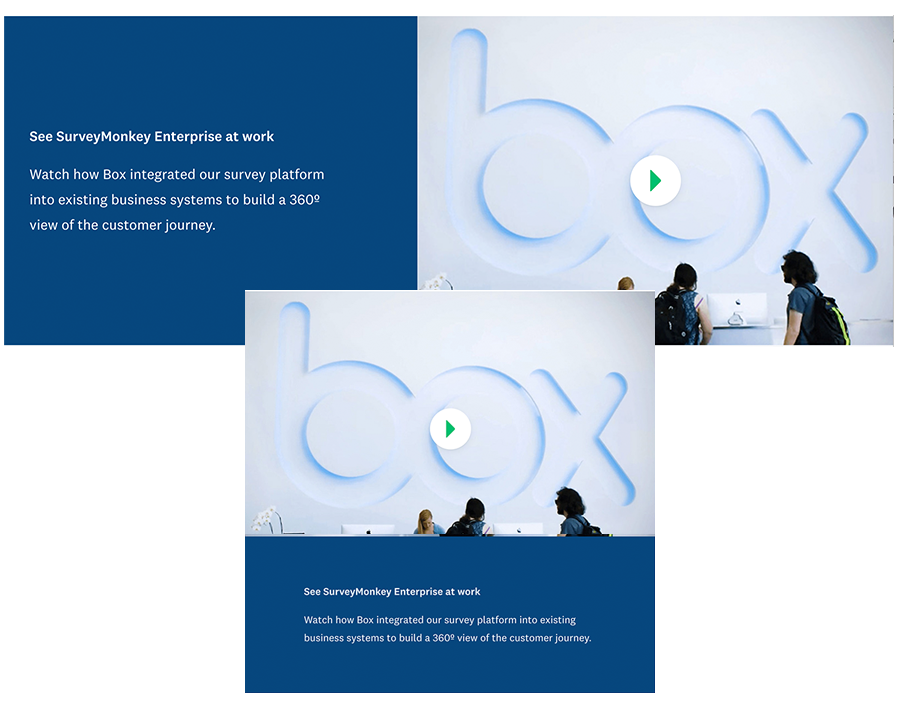 See SurveyMonkey Enterprise at work
Watch how Box integrated our survey platform
into existing business systems to build a 360º
view of the customer journey.
box
box
See SurveyMonkey Enterprise at work
Watch how Box integrated our survey platform into existing
business systems to build a 360º view of the customer journey.